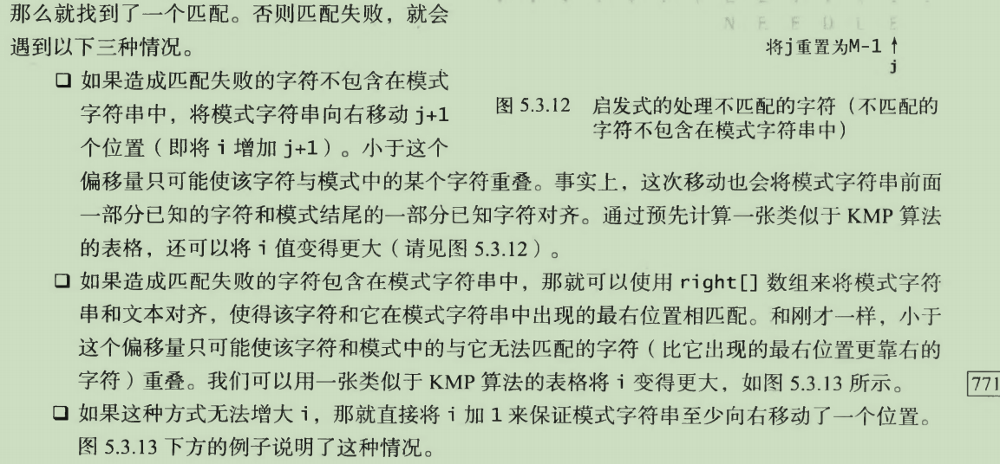 那么就找到了一个匹配。否则匹配失败，就会
遇到以下三种情况。
❑ 如果造成匹配失败的字符不包含在模式
字符串中，将模式字符串向右移动 j+1
个位置（即将 i 增加 j+1）。小于这个
N E E D L E
将j重置为M-1 ↑
j
图 5.3.12 启发式的处理不匹配的字符（不匹配的
字符不包含在模式字符串中）
偏移量只可能使该字符与模式中的某个字符重叠。事实上，这次移动也会将模式字符串前面
一部分已知的字符和模式结尾的一部分已知字符对齐。通过预先计算一张类似于 KMP 算法
的表格，还可以将 i 值变得更大（请见图 5.3.12）。
❑ 如果造成匹配失败的字符包含在模式字符串中，那就可以使用 right[] 数组来将模式字符
串和文本对齐，使得该字符和它在模式字符串中出现的最右位置相匹配。和刚才一样，小于
这个偏移量只可能使该字符和模式中的与它无法匹配的字符（比它出现的最右位置更靠右的
字符）重叠。我们可以用一张类似于 KMP 算法的表格将 i 变得更大，如图 5.3.13 所示。
771
❑ 如果这种方式无法增大 i，那就直接将 i 加 1 来保证模式字符串至少向右移动了一个位置。
图 5.3.13 下方的例子说明了这种情况。